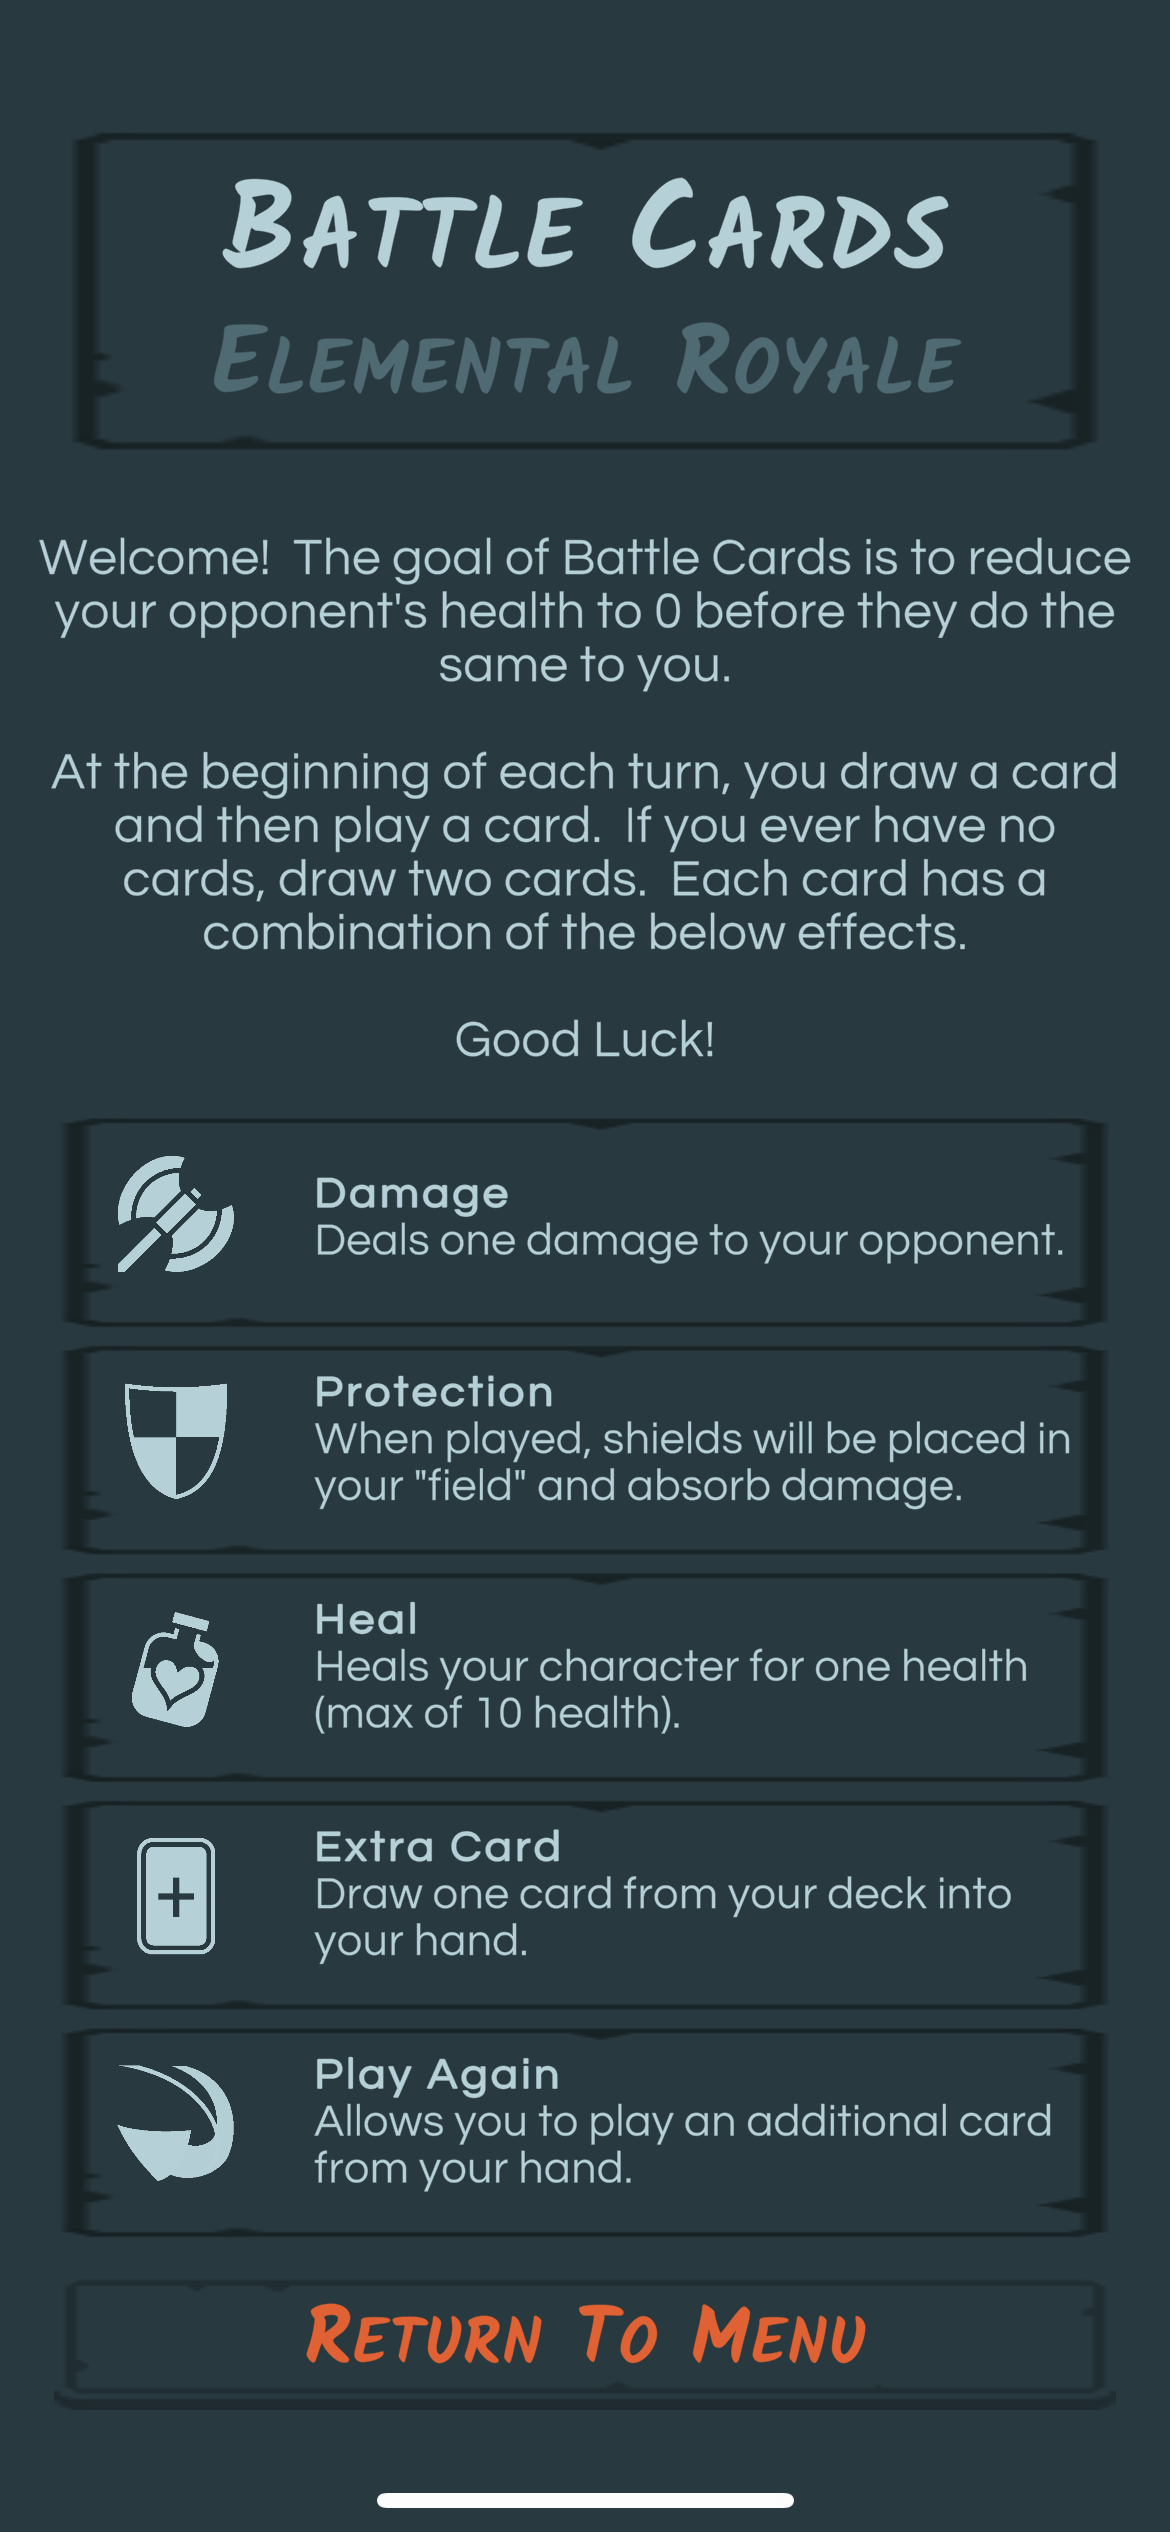 Battle Cards
Elemental Royale
Welcome!  The goal of Battle Cards is to reduce
your opponent's health to 0 before they do the
same to you.
At the beginning of each turn, you draw a card
and then play a card.  If you ever have no
cards, draw two cards.  Each card has a
combination of the below effects.
Good Luck!
Damage
Deals one damage to your opponent.
Protection
When played, shields will be placed in
your "field" and absorb damage.
Heal
Heals your character for one health
(max of 10 health).
Extra Card
Draw one card from your deck into
your hand.
Play Again
Allows you to play an additional card
from your hand.
Return To Menu